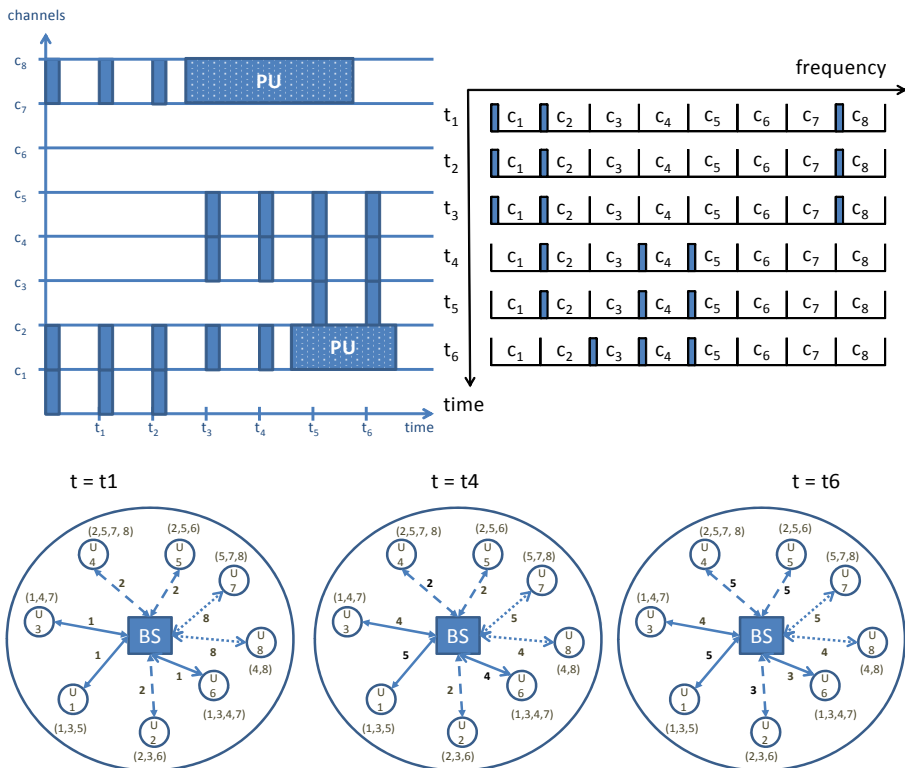 channels
c8
PU
c7
c6
c5
c4
c3
c2
PU
c1
t1 t2 t3 t4 t5 t6 time
frequency
t1 c1 c2 c3 c4 c5 c6 c7 c8
t2 c1 c2 c3 c4 c5 c6 c7 c8
t3 c1 c2 c3 c4 c5 c6 c7 c8
t4 c1 c2 c3 c4 c5 c6 c7 c8
t5 c1 c2 c3 c4 c5 c6 c7 c8
t6 c1 c2 c3 c4 c5 c6 c7 c8
time
t = t1
(2,5,7, 8)
(2,5,6)
U
4
U
5
(5,7,8)
U
7
2
2
(1,4,7)
U
3
1
8
BS
8
U
8
(4,8)
1
1
2
U
6
U
1
(1,3,4,7)
(1,3,5)
U
2
(2,3,6)
t = t4
(2,5,7, 8)
(2,5,6)
U
4
U
5
(5,7,8)
U
7
2
2
(1,4,7)
U
3
4
5
BS
4
U
8
(4,8)
5
4
2
U
6
U
1
(1,3,4,7)
(1,3,5)
U
2
(2,3,6)
t = t6
(2,5,7, 8)
(2,5,6)
U
4
U
5
(5,7,8)
U
7
5
5
(1,4,7)
U
3
4
5
BS
4
U
8
(4,8)
5
3
3
U
6
U
1
(1,3,4,7)
(1,3,5)
U
2
(2,3,6)